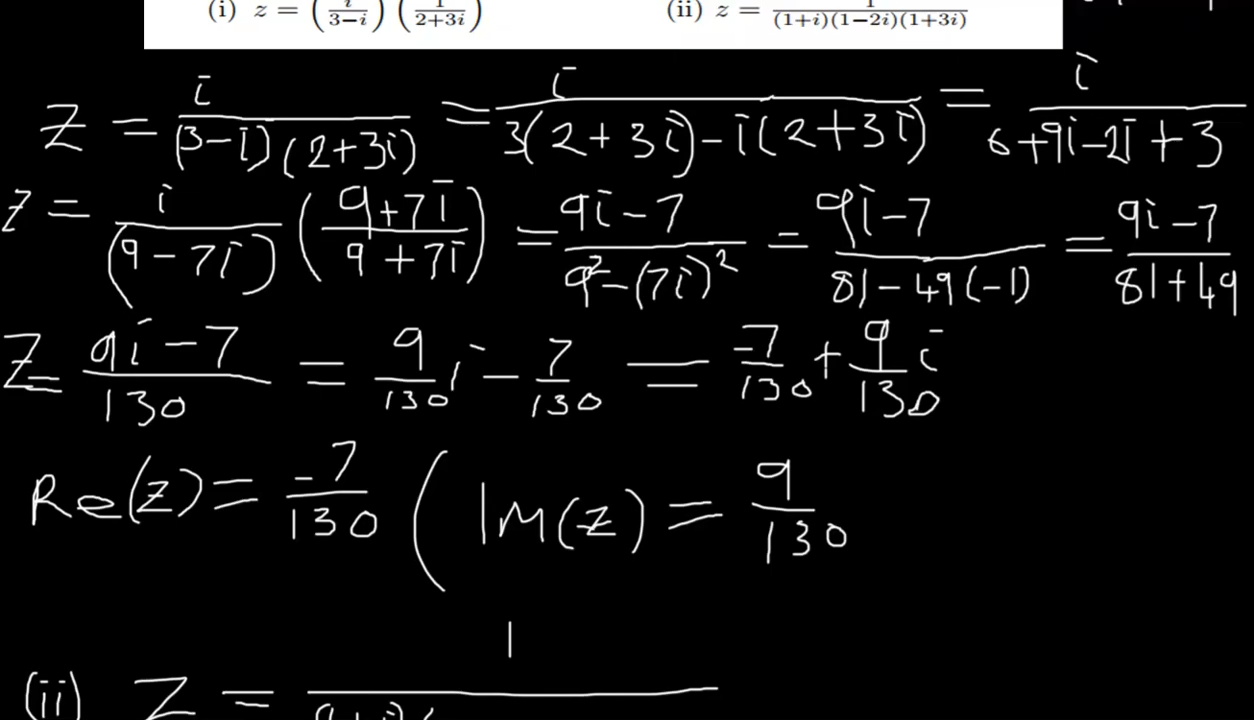 (i) z = (i/3−i) (1/2+3i) (ii) z = 1/(1+i)(1−2i)(1+3i)
Z = i/(3-i)(2+3i) = i/3(2+3i)-i(2+3i) = i/6+9i-2i+3
Z = i/(9-7i) (9+7i/9+7i) = 9i-7/9²-(7i)² = 9i-7/81-49(-1) = 9i-7/81+49
Z = 9i-7/130 = 9/130 i - 7/130 = -7/130 + 9/130 i
Re(z) = -7/130 ( IM(z) = 9/130
(ii) Z = 1/(1+i)(